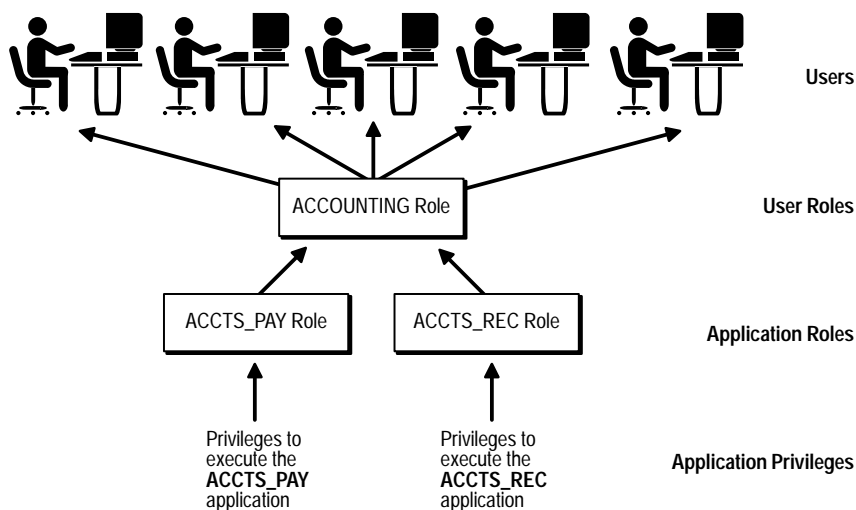 Users
ACCOUNTING Role
User Roles
ACCTS_PAY Role
ACCTS_REC Role
Application Roles
Privileges to
execute the
ACCTS_PAY
application
Privileges to
execute the
ACCTS_REC
application
Application Privileges